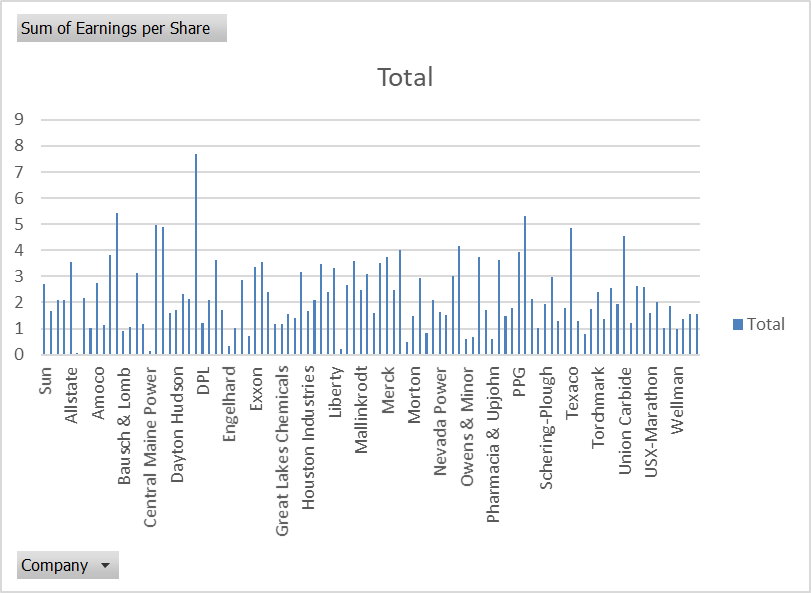 Sum of Earnings per Share
Total
9
8
7
6
5
4
3
2
1
0
Sun
Allstate
Amoco
Bausch & Lomb
Central Maine Power
Dayton Hudson
DPL
Engelhard
Exxon
Great Lakes Chemicals
Houston Industries
Liberty
Mallinkrodt
Merck
Morton
Nevada Power
Owens & Minor
Pharmacia & Upjohn
PPG
Schering-Plough
Texaco
Torchmark
Union Carbide
USX-Marathon
Wellman
Total
Company